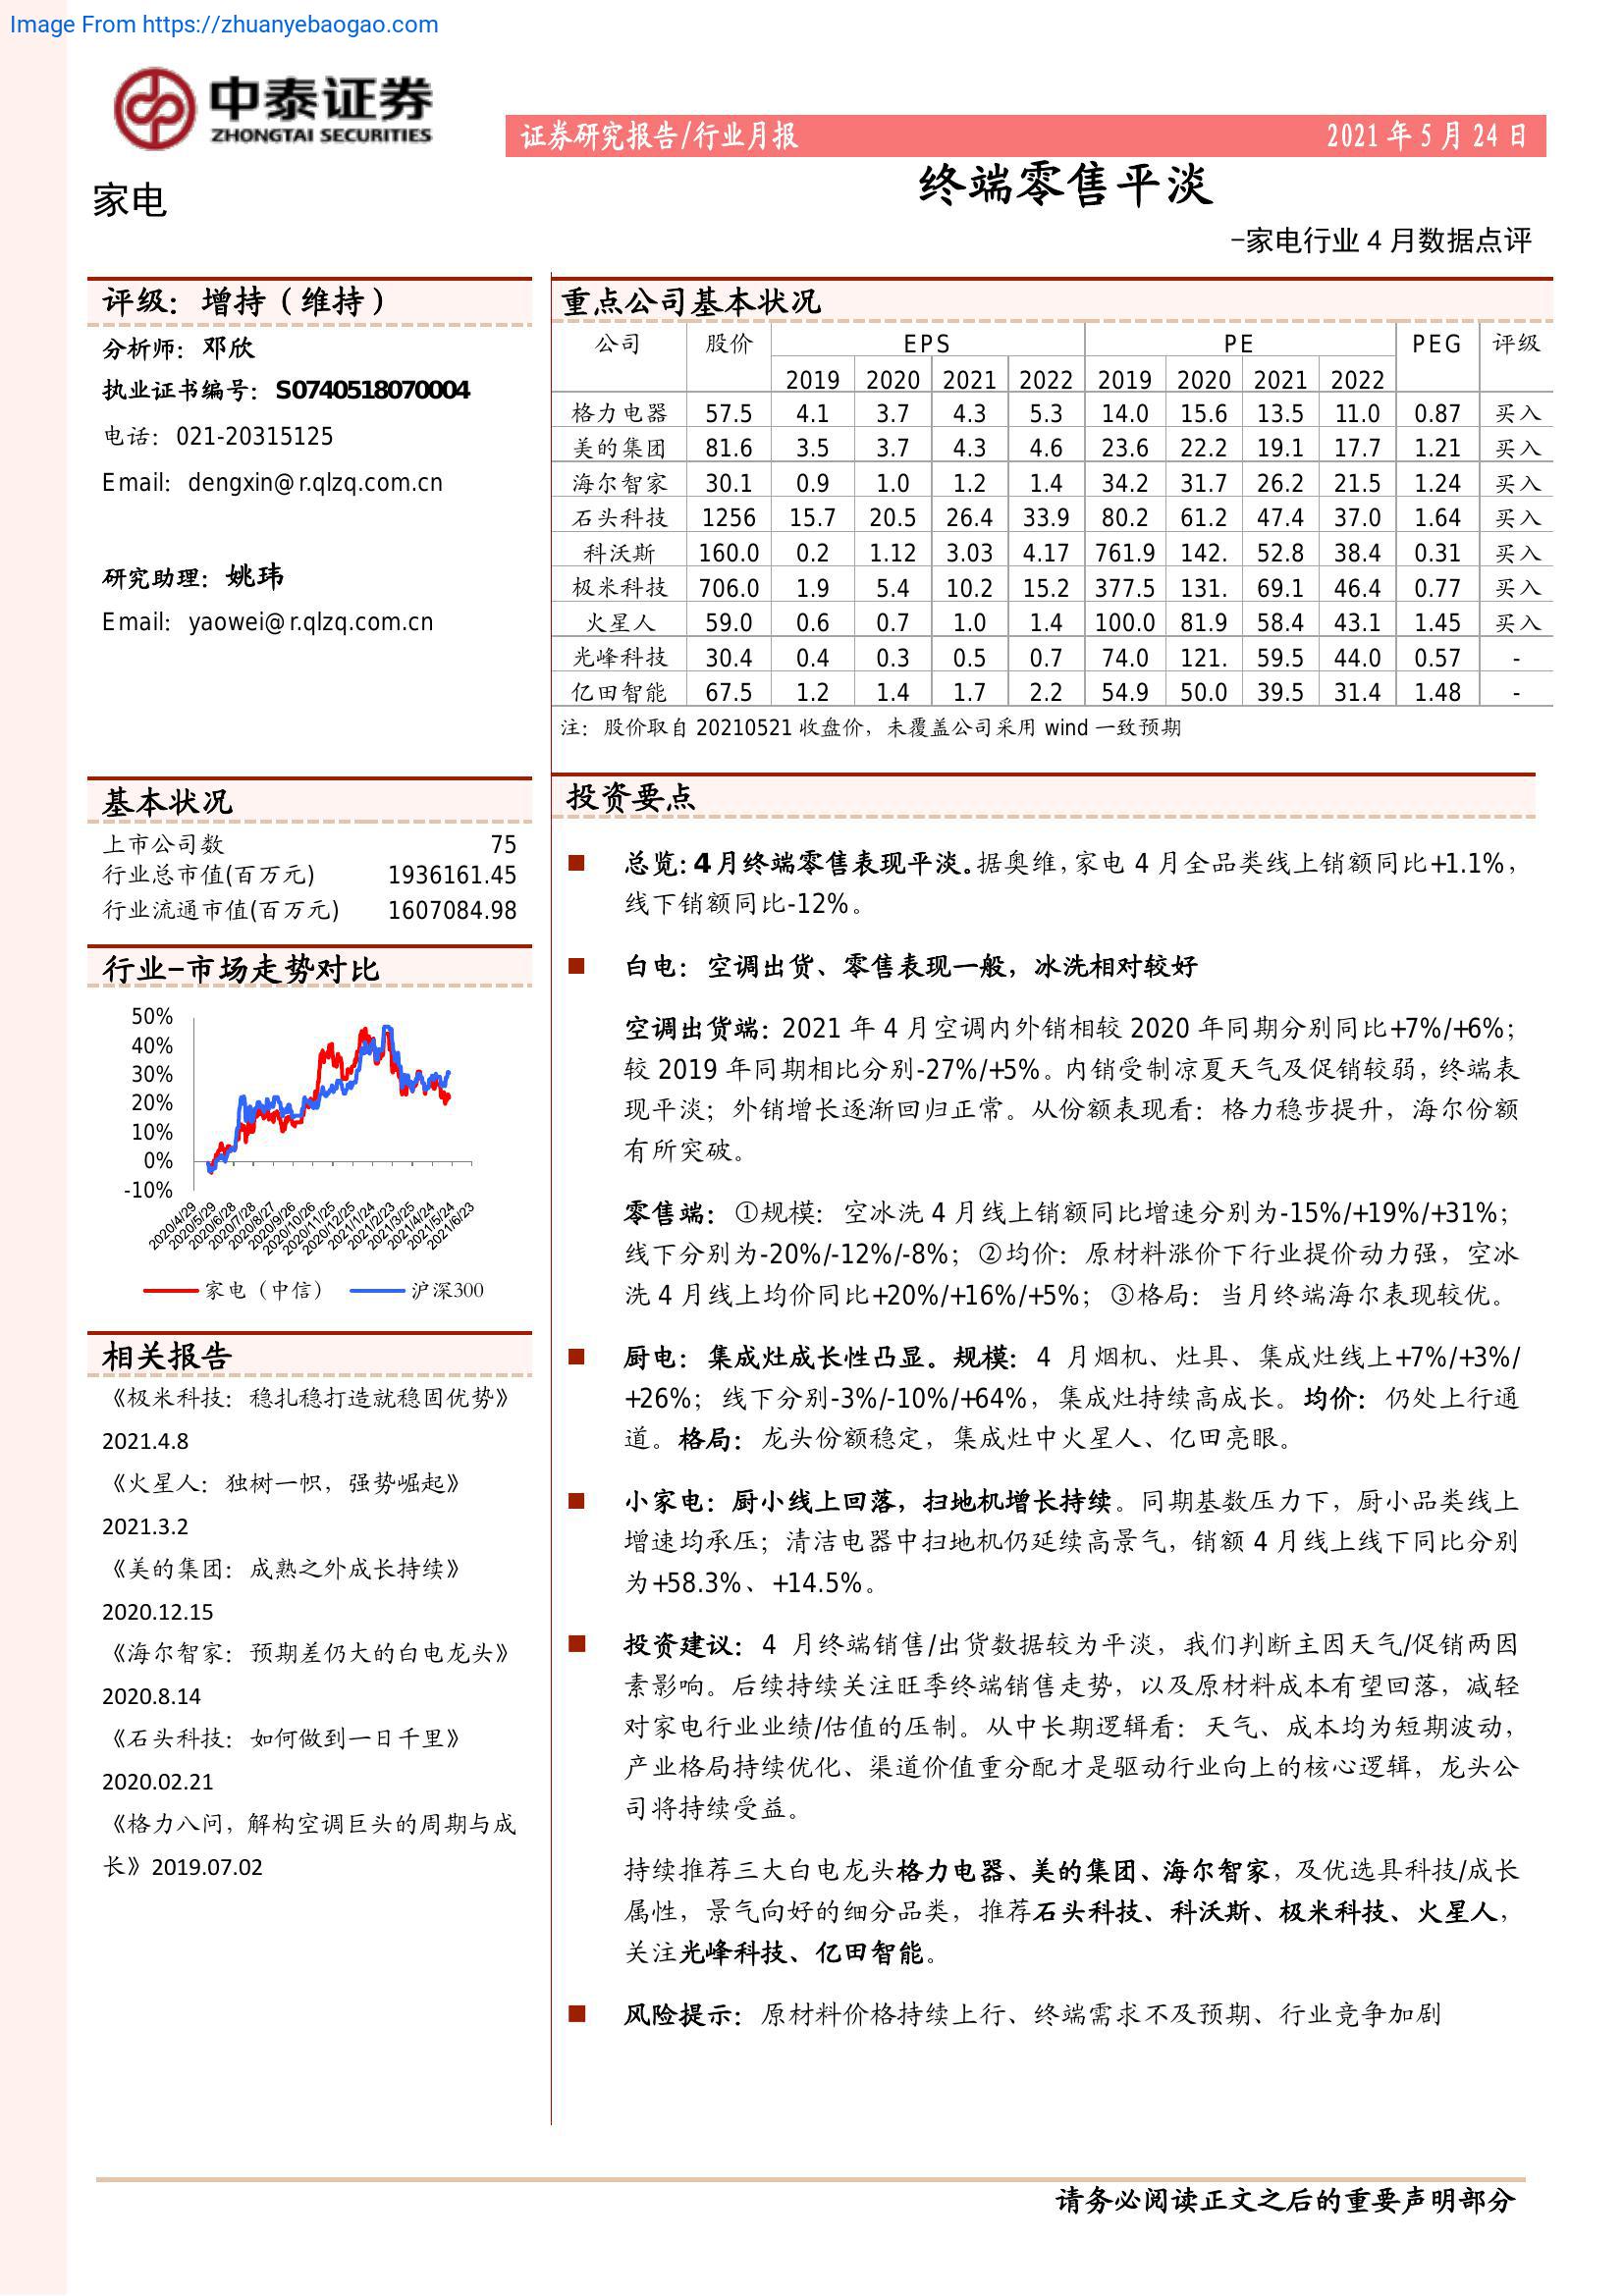 Image From https://zhuanyebaogao.com
中泰证券
ZHONGTAI SECURITIES
证券研究报告/行业月报 2021 年 5 月 24 日
家电
终端零售平淡
-家电行业 4 月数据点评
评级：增持（维持）
分析师：邓欣
执业证书编号：S0740518070004
电话：021-20315125
Email：dengxin@r.qlzq.com.cn
研究助理：姚玮
Email：yaowei@r.qlzq.com.cn
基本状况
上市公司数 75
行业总市值(百万元) 1936161.45
行业流通市值(百万元) 1607084.98
行业-市场走势对比
50%
40%
30%
20%
10%
0%
-10%
2020/4/29
2020/5/29
2020/6/28
2020/7/28
2020/8/27
2020/9/26
2020/10/26
2020/11/25
2020/12/25
2021/1/24
2021/2/23
2021/3/25
2021/4/24
2021/5/24
2021/6/23
家电（中信） 沪深300
相关报告
《极米科技：稳扎稳打造就稳固优势》
2021.4.8
《火星人：独树一帜，强势崛起》
2021.3.2
《美的集团：成熟之外成长持续》
2020.12.15
《海尔智家：预期差仍大的白电龙头》
2020.8.14
《石头科技：如何做到一日千里》
2020.02.21
《格力八问，解构空调巨头的周期与成
长》2019.07.02
重点公司基本状况
公司 股价 EPS PE PEG 评级
2019 2020 2021 2022 2019 2020 2021 2022
格力电器 57.5 4.1 3.7 4.3 5.3 14.0 15.6 13.5 11.0 0.87 买入
美的集团 81.6 3.5 3.7 4.3 4.6 23.6 22.2 19.1 17.7 1.21 买入
海尔智家 30.1 0.9 1.0 1.2 1.4 34.2 31.7 26.2 21.5 1.24 买入
石头科技 1256 15.7 20.5 26.4 33.9 80.2 61.2 47.4 37.0 1.64 买入
科沃斯 160.0 0.2 1.12 3.03 4.17 761.9 142. 52.8 38.4 0.31 买入
极米科技 706.0 1.9 5.4 10.2 15.2 377.5 131. 69.1 46.4 0.77 买入
火星人 59.0 0.6 0.7 1.0 1.4 100.0 81.9 58.4 43.1 1.45 买入
光峰科技 30.4 0.4 0.3 0.5 0.7 74.0 121. 59.5 44.0 0.57 -
亿田智能 67.5 1.2 1.4 1.7 2.2 54.9 50.0 39.5 31.4 1.48 -
注：股价取自 20210521 收盘价，未覆盖公司采用 wind 一致预期
投资要点
总览：4月终端零售表现平淡。据奥维，家电 4 月全品类线上销额同比+1.1%，
线下销额同比-12%。
白电：空调出货、零售表现一般，冰洗相对较好
空调出货端：2021 年 4 月空调内外销相较 2020 年同期分别同比+7%/+6%；
较 2019 年同期相比分别-27%/+5%。内销受制凉夏天气及促销较弱，终端表
现平淡；外销增长逐渐回归正常。从份额表现看：格力稳步提升，海尔份额
有所突破。
零售端：①规模：空冰洗 4 月线上销额同比增速分别为-15%/+19%/+31%；
线下分别为-20%/-12%/-8%；②均价：原材料涨价下行业提价动力强，空冰
洗 4 月线上均价同比+20%/+16%/+5%；③格局：当月终端海尔表现较优。
厨电：集成灶成长性凸显。规模：4 月烟机、灶具、集成灶线上+7%/+3%/
+26%；线下分别-3%/-10%/+64%，集成灶持续高成长。均价：仍处上行通
道。格局：龙头份额稳定，集成灶中火星人、亿田亮眼。
小家电：厨小线上回落，扫地机增长持续。同期基数压力下，厨小品类线上
增速均承压；清洁电器中扫地机仍延续高景气，销额 4 月线上线下同比分别
为+58.3%、+14.5%。
投资建议：4 月终端销售/出货数据较为平淡，我们判断主因天气/促销两因
素影响。后续持续关注旺季终端销售走势，以及原材料成本有望回落，减轻
对家电行业业绩/估值的压制。从中长期逻辑看：天气、成本均为短期波动，
产业格局持续优化、渠道价值重分配才是驱动行业向上的核心逻辑，龙头公
司将持续受益。
持续推荐三大白电龙头格力电器、美的集团、海尔智家，及优选具科技/成长
属性，景气向好的细分品类，推荐石头科技、科沃斯、极米科技、火星人，
关注光峰科技、亿田智能。
风险提示：原材料价格持续上行、终端需求不及预期、行业竞争加剧
请务必阅读正文之后的重要声明部分